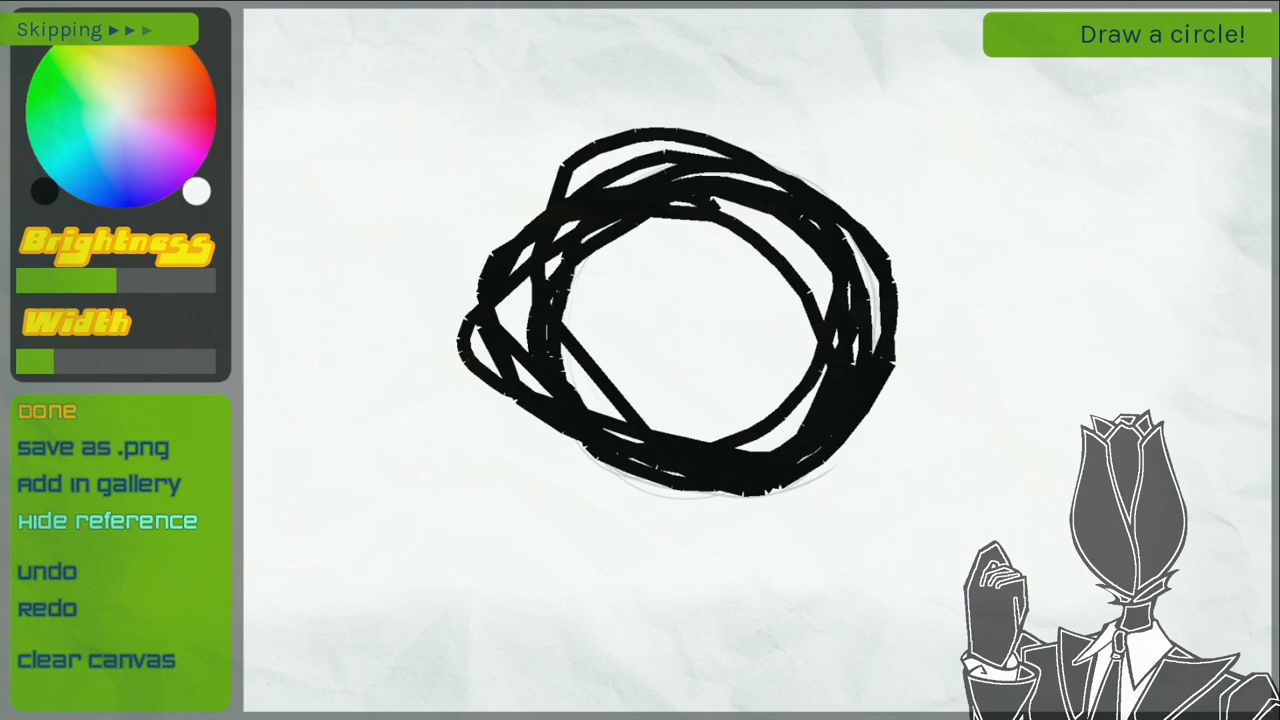 Skipping
Draw a circle!
Brightness
Width
Done
save as .png
Add in gallery
Hide reference
undo
Redo
clear canvas